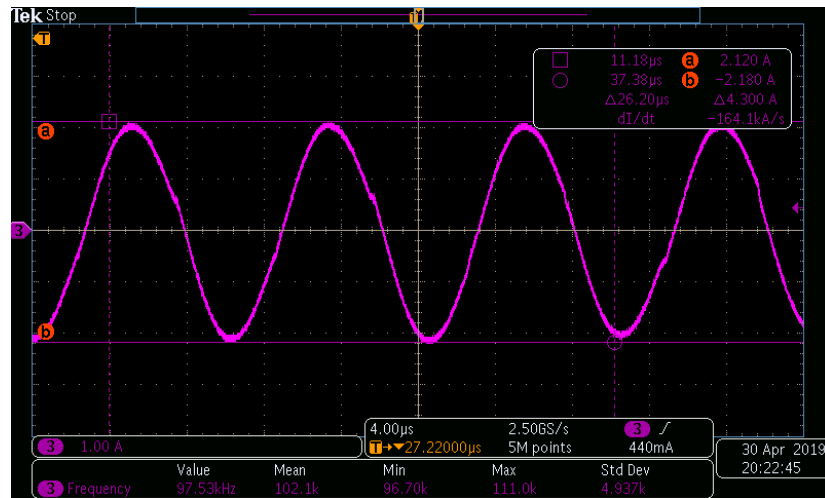 Tek Stop
T
T
11.18µs a 2.120 A
37.38µs b −2.180 A
△26.20µs △4.300 A
dI/dt −164.1kA/s
a
3
b
3 1.00 A
4.00µs 2.50GS/s 3
T→▼27.22000µs 5M points 440mA
30 Apr 2019
20:22:45
Value Mean Min Max Std Dev
3 Frequency 97.53kHz 102.1k 96.70k 111.0k 4.937k